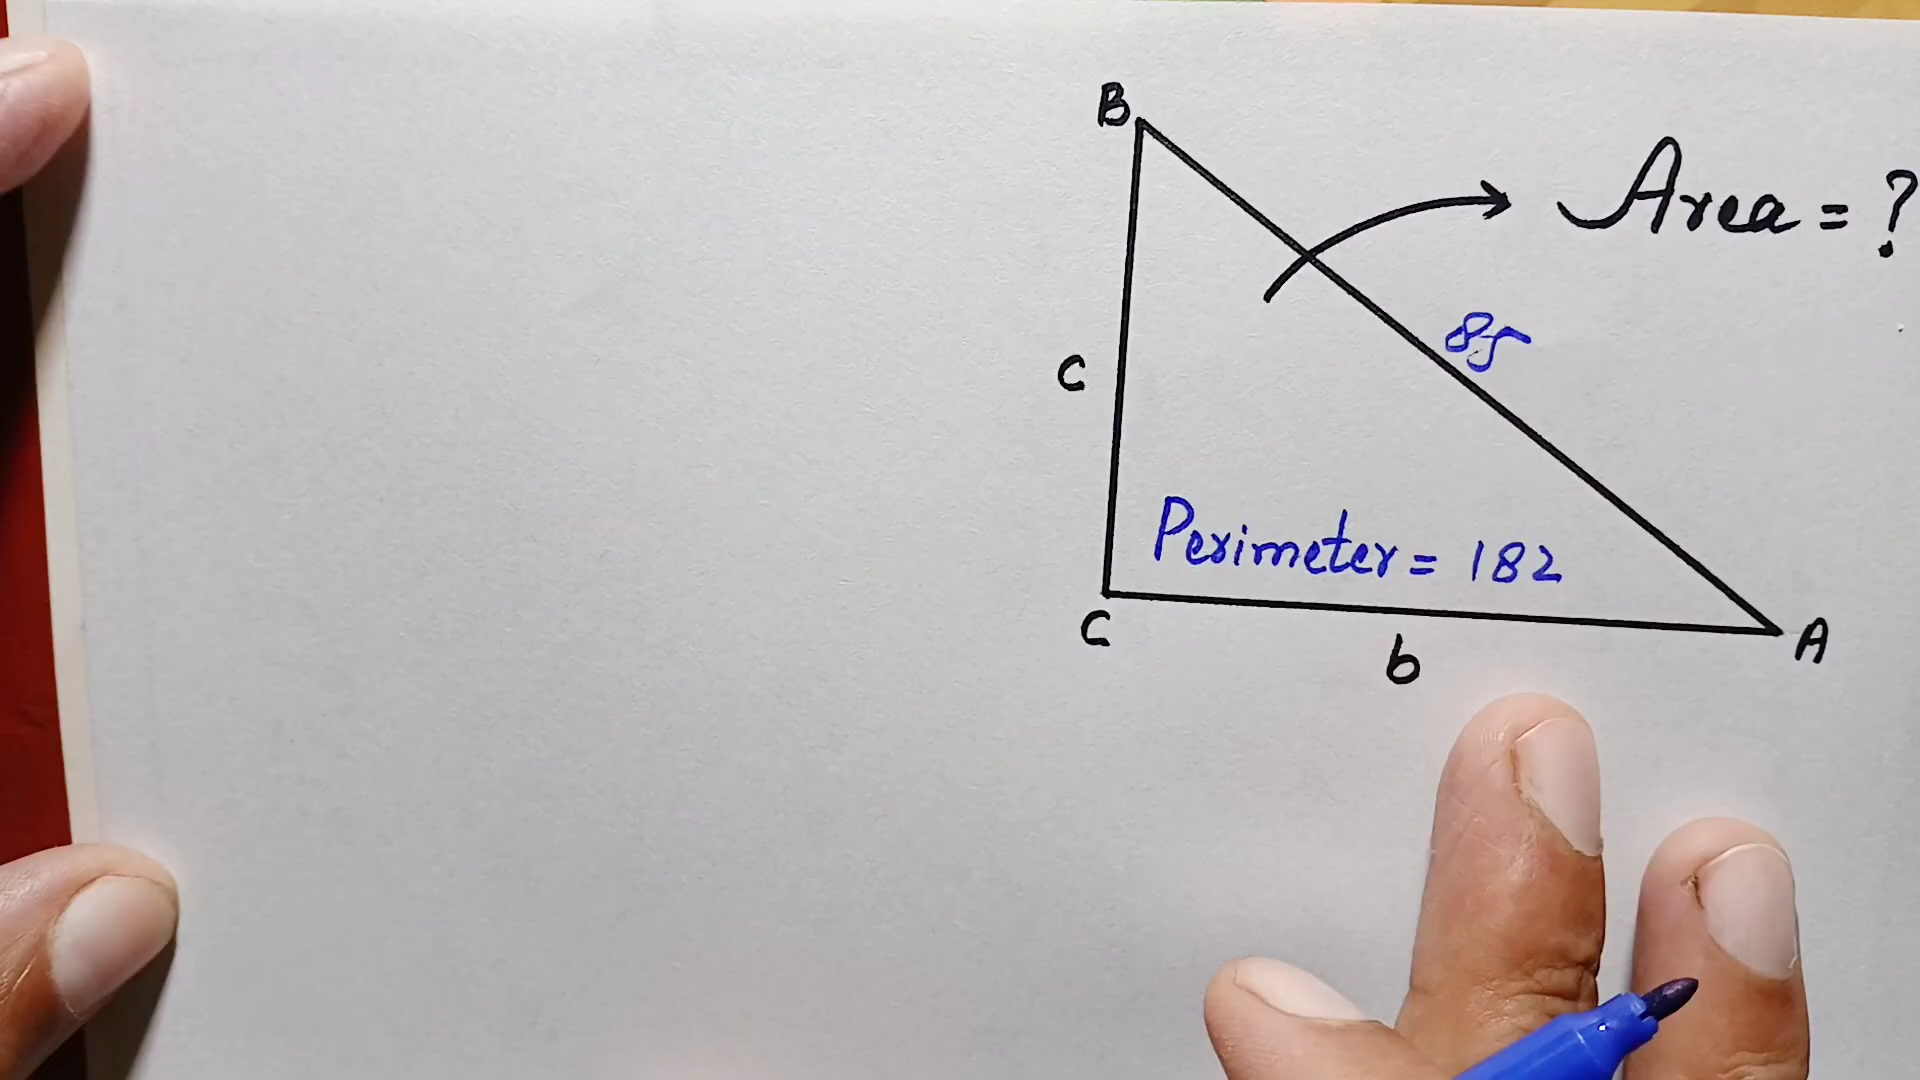 B
Area = ?
85
c
Perimeter = 182
C
b
A